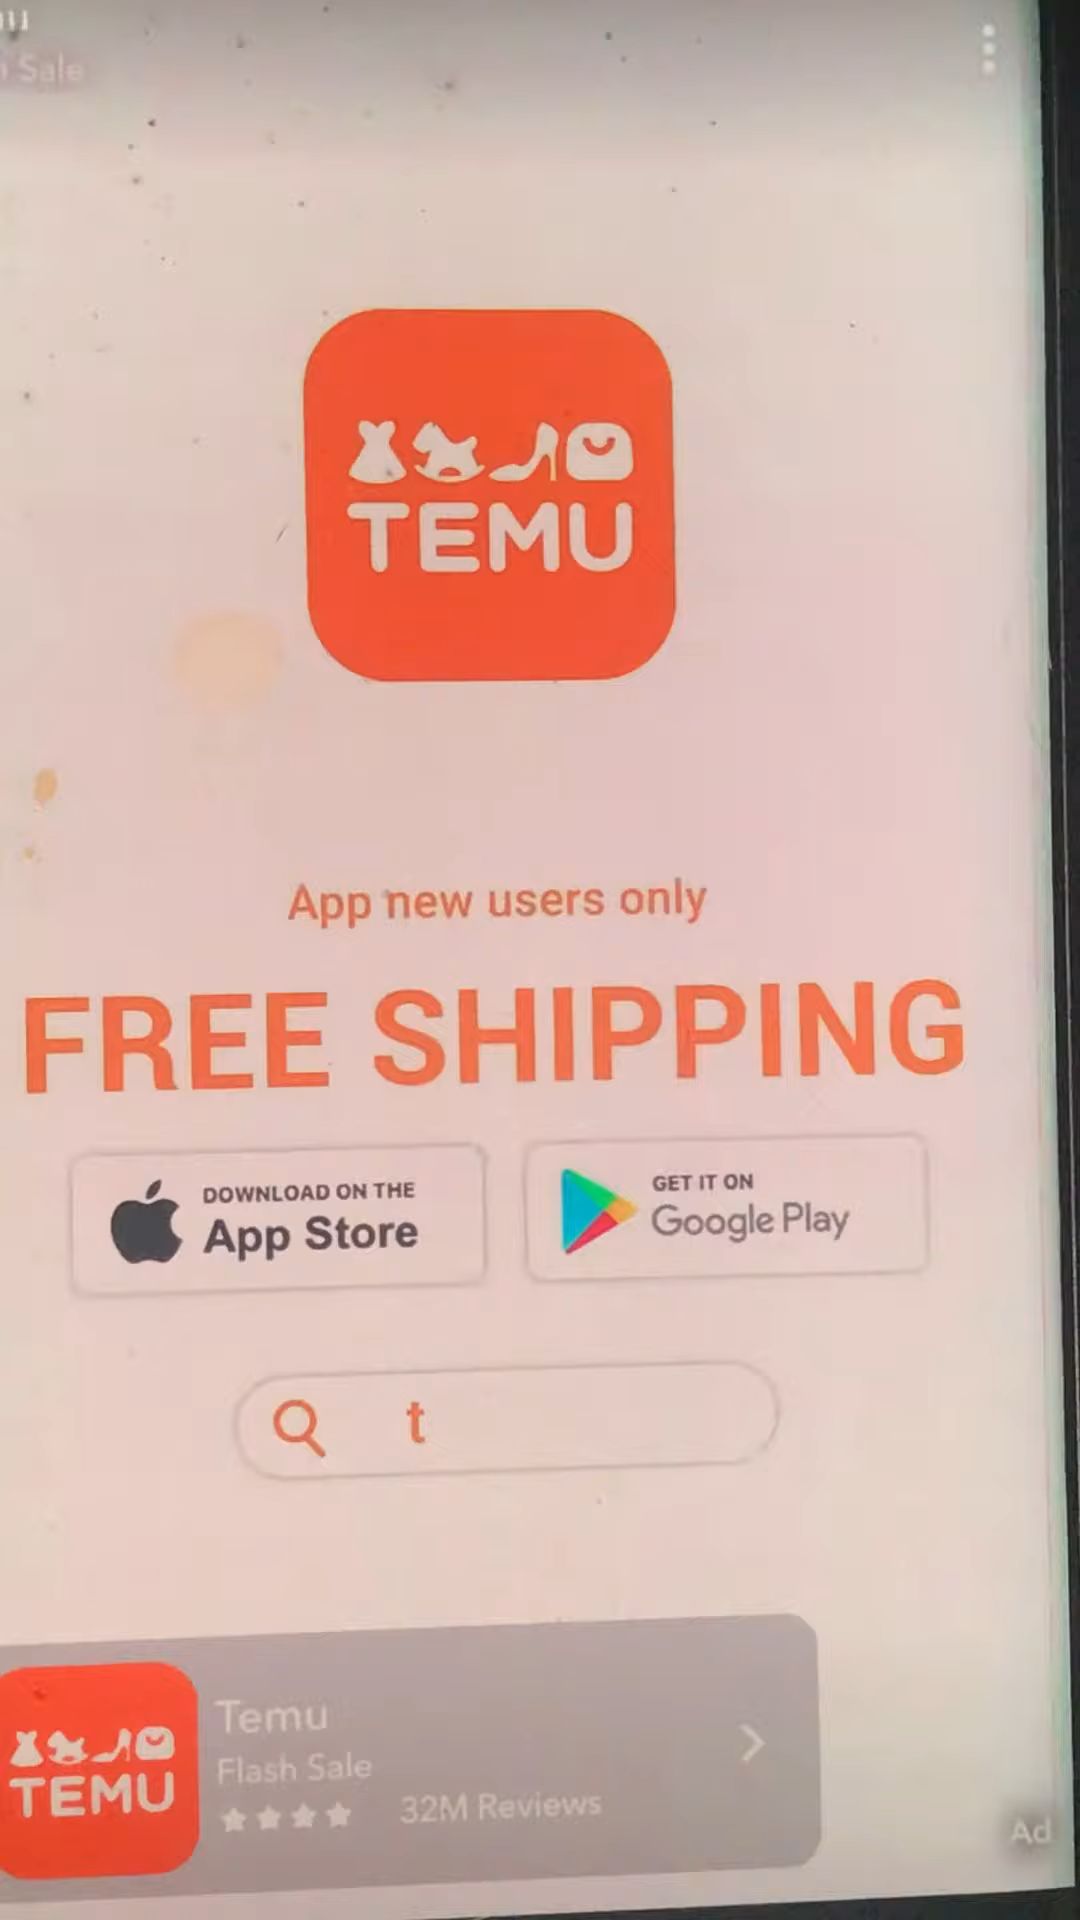 Sale
TEMU
App new users only
FREE SHIPPING
DOWNLOAD ON THE
App Store
GET IT ON
Google Play
t
Temu
Flash Sale
TEMU
32M Reviews
Ad